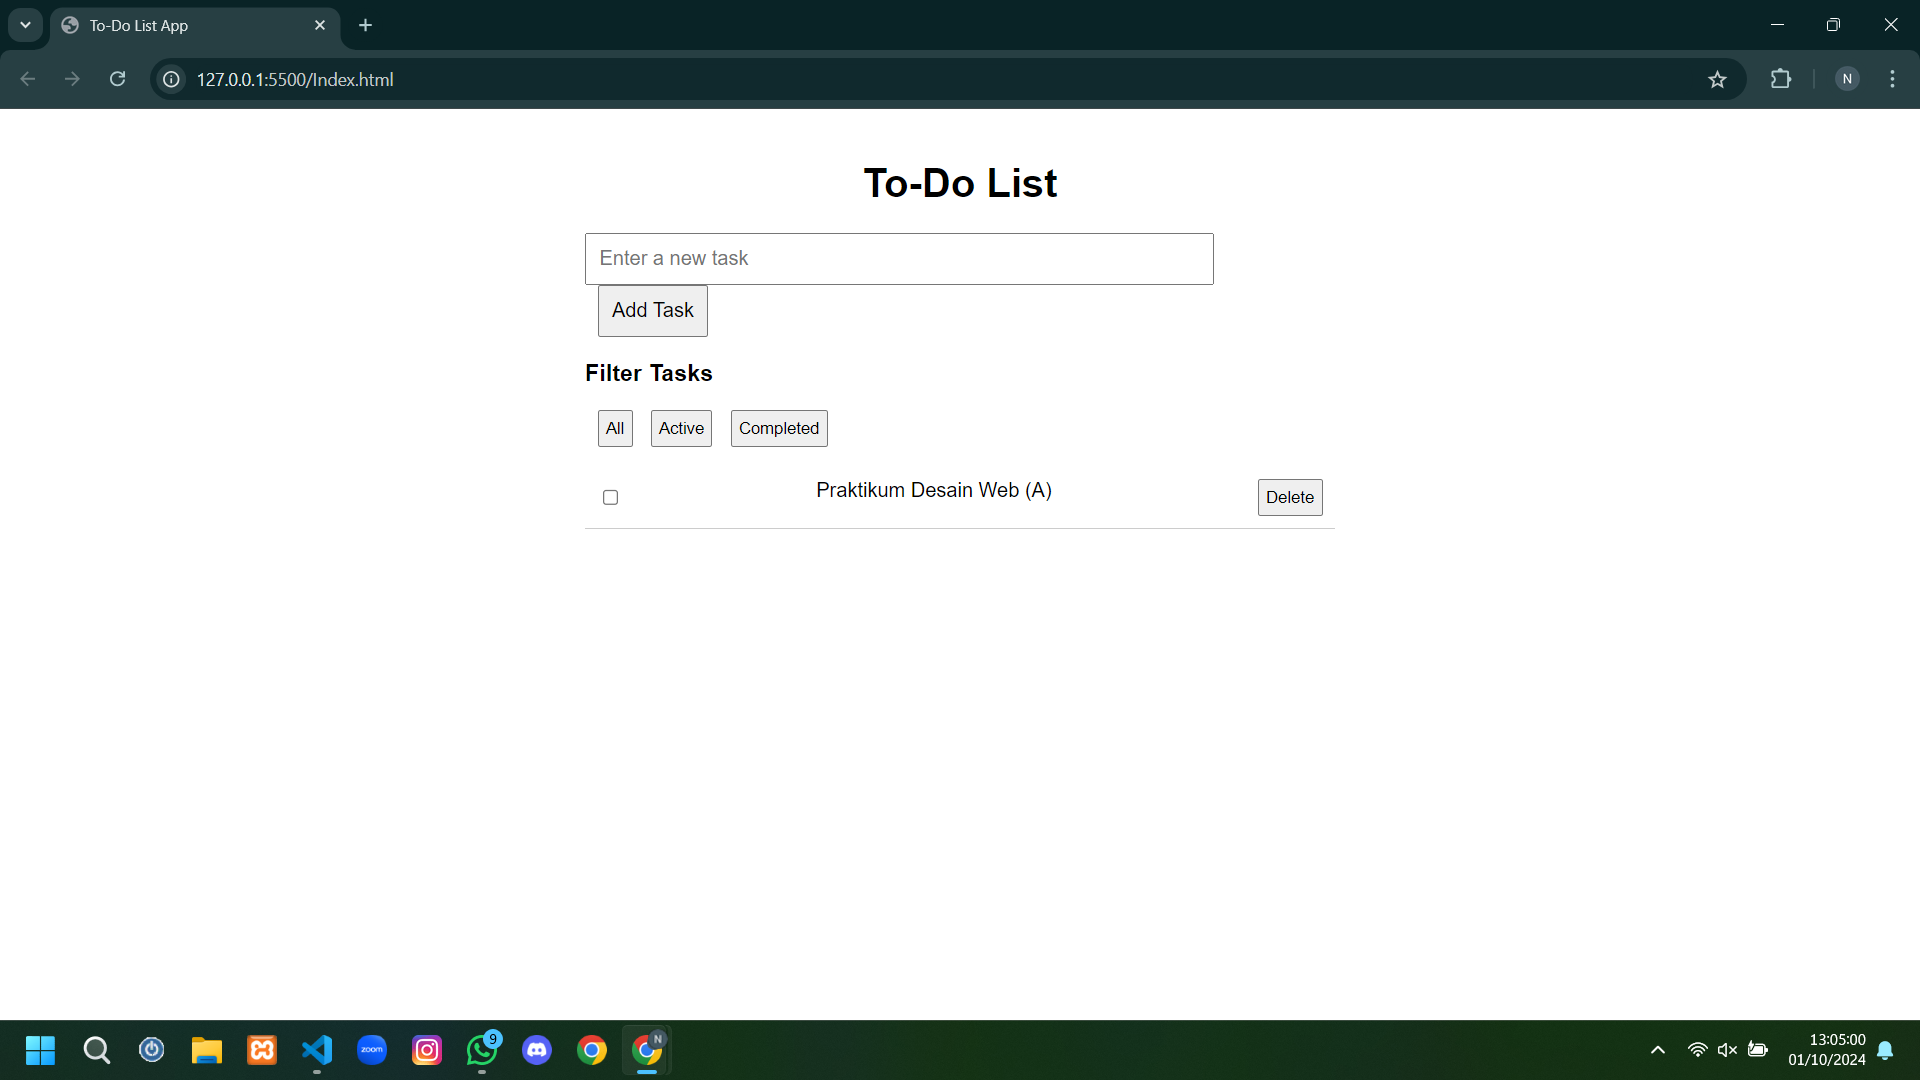 To-Do List App
127.0.0.1:5500/Index.html
N
To-Do List
Enter a new task
Add Task
Filter Tasks
All Active Completed
Praktikum Desain Web (A) Delete
zoom
9
N
13:05:00
01/10/2024